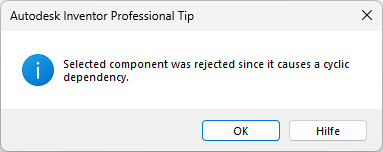 Autodesk Inventor Professional Tip
Selected component was rejected since it causes a cyclic
dependency.
OK
Hilfe